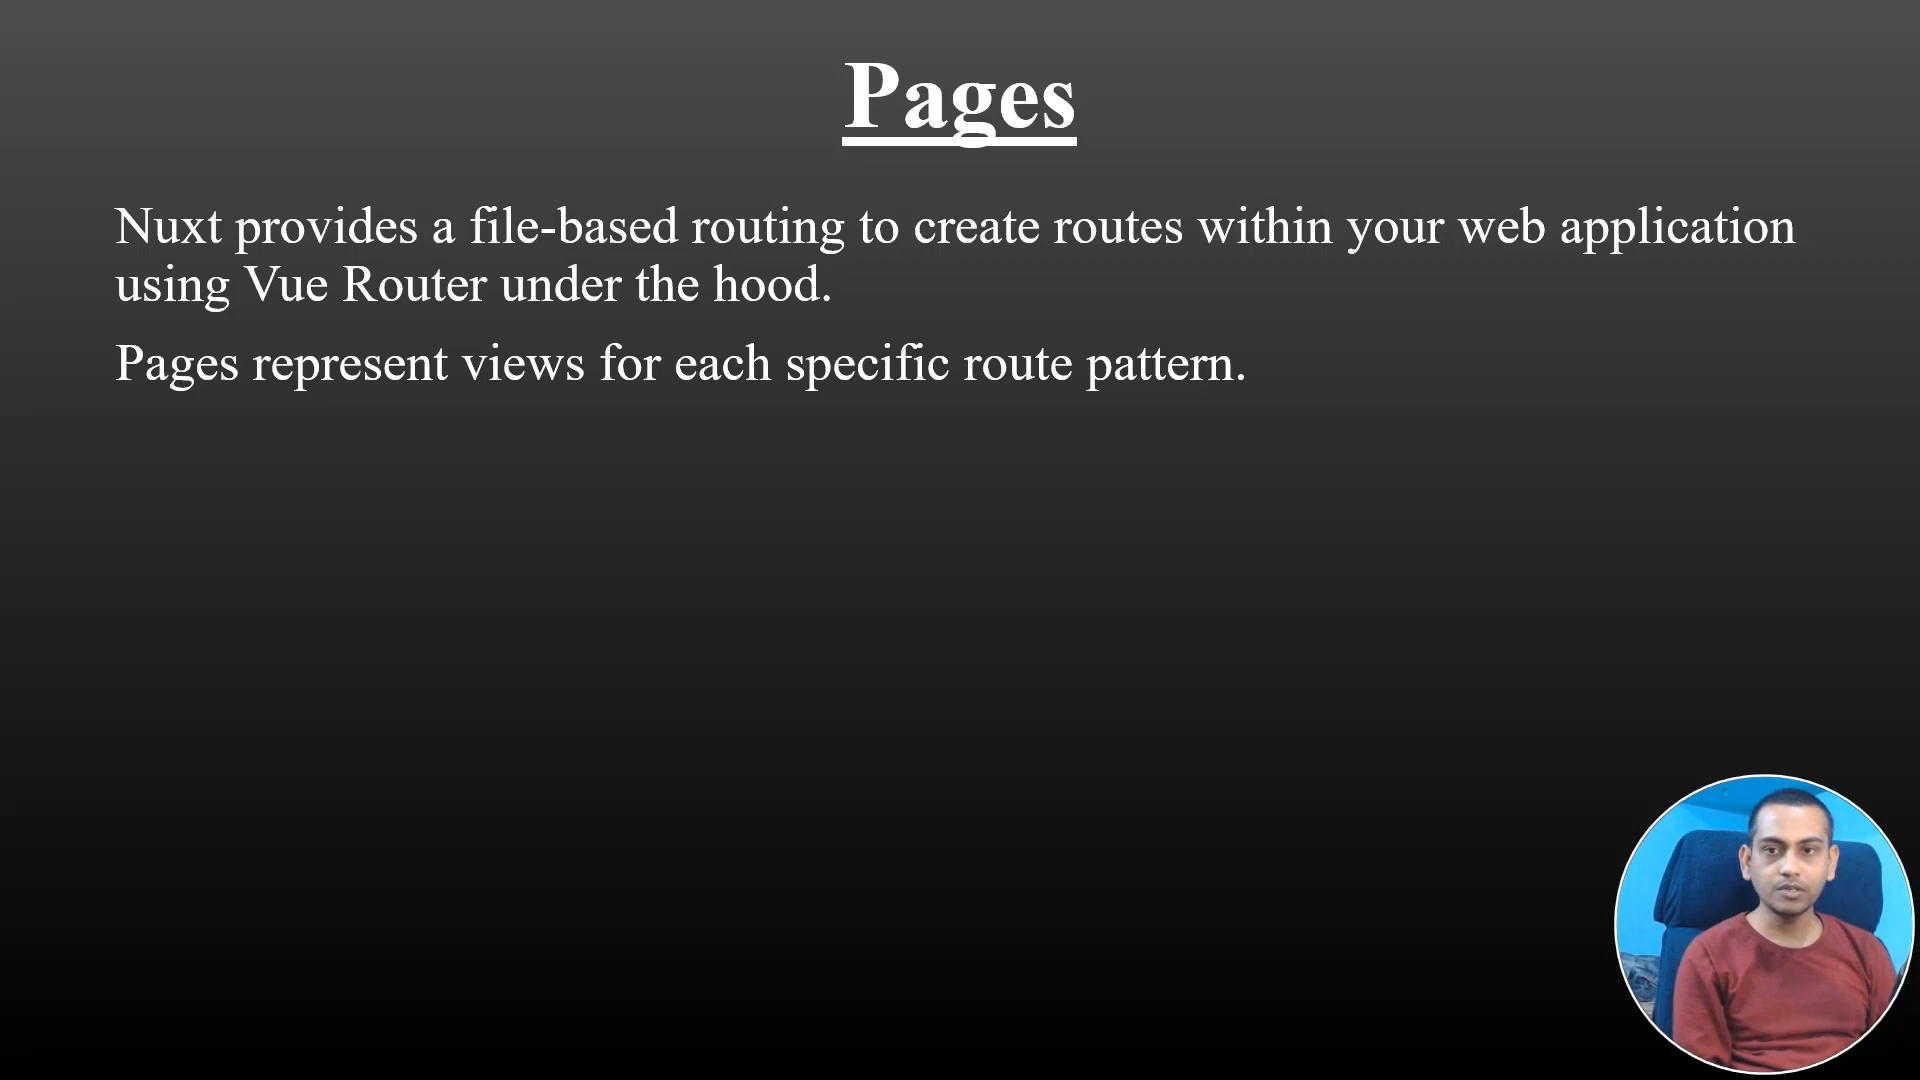 Pages
Nuxt provides a file-based routing to create routes within your web application
using Vue Router under the hood.
Pages represent views for each specific route pattern.